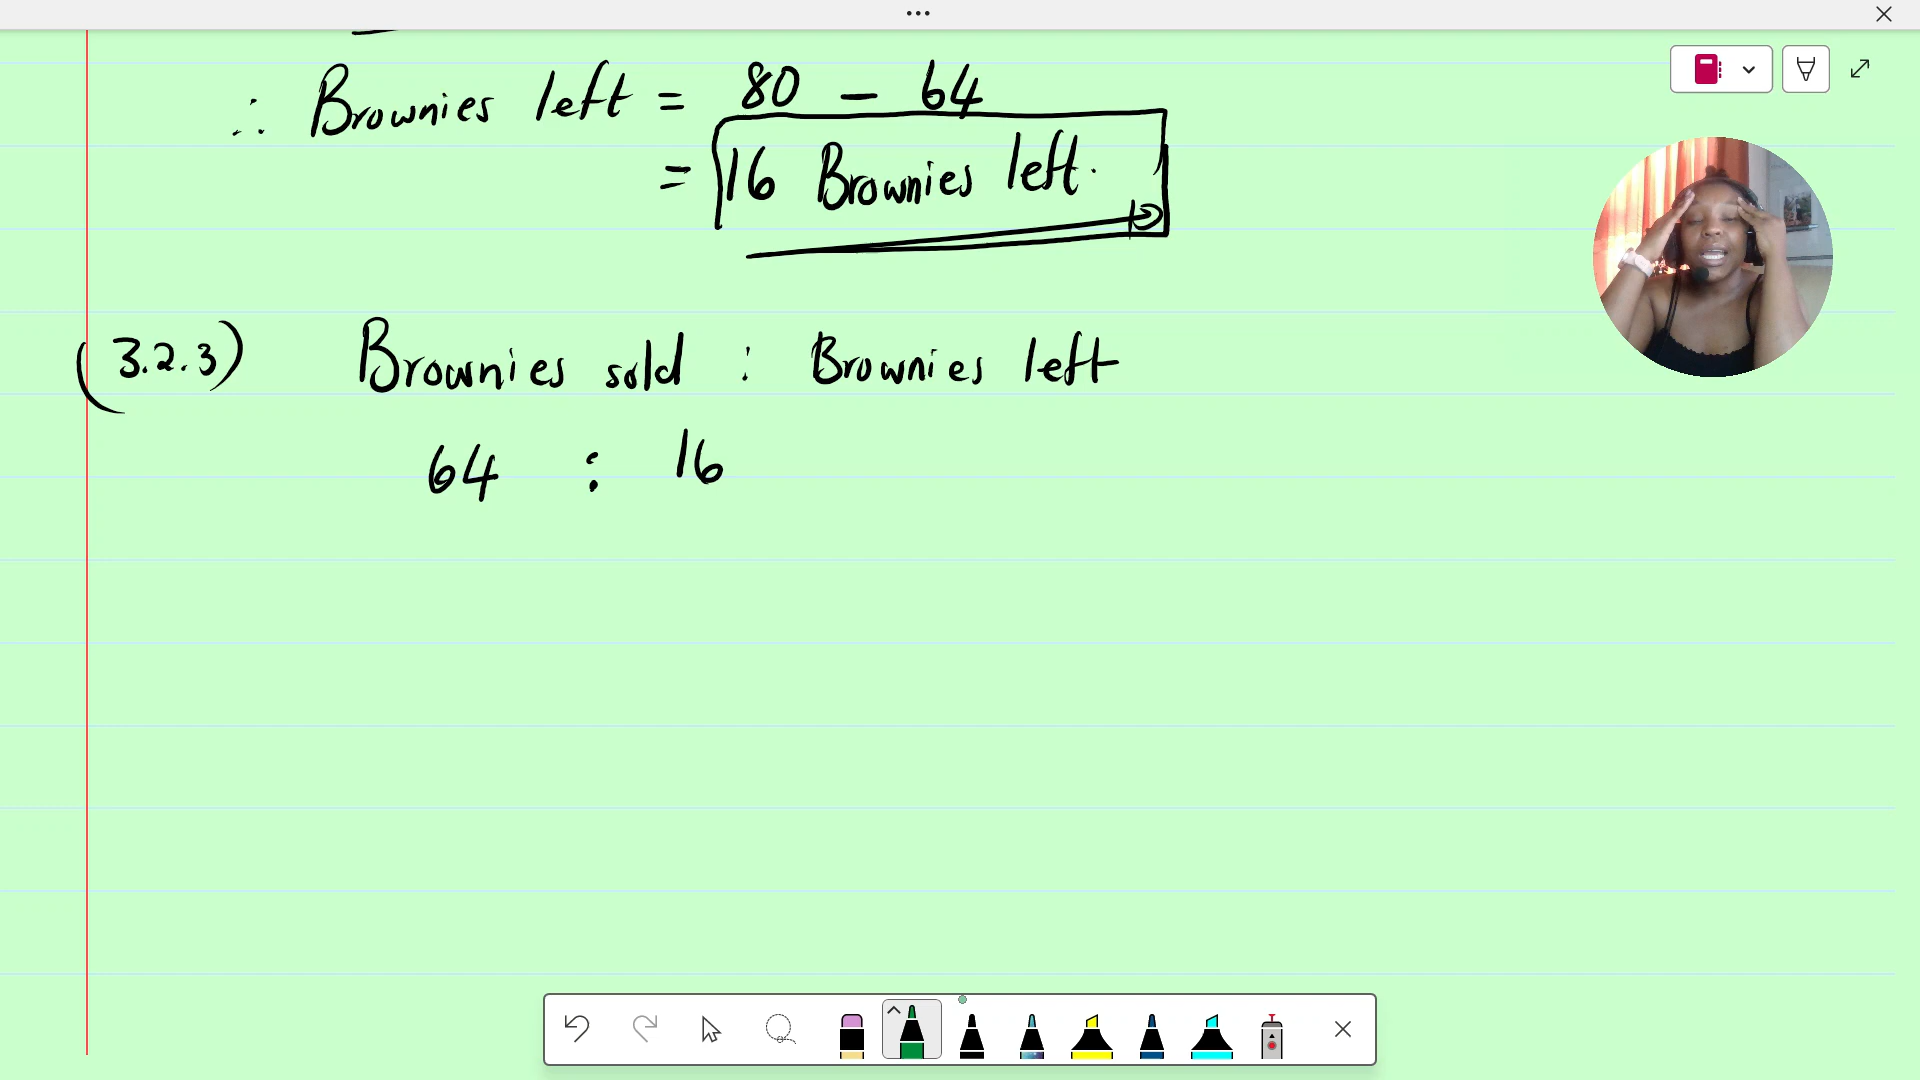 ∴ Brownies left = 80 - 64
= 16 Brownies left.
(3.2.3) Brownies sold : Brownies left
64 : 16